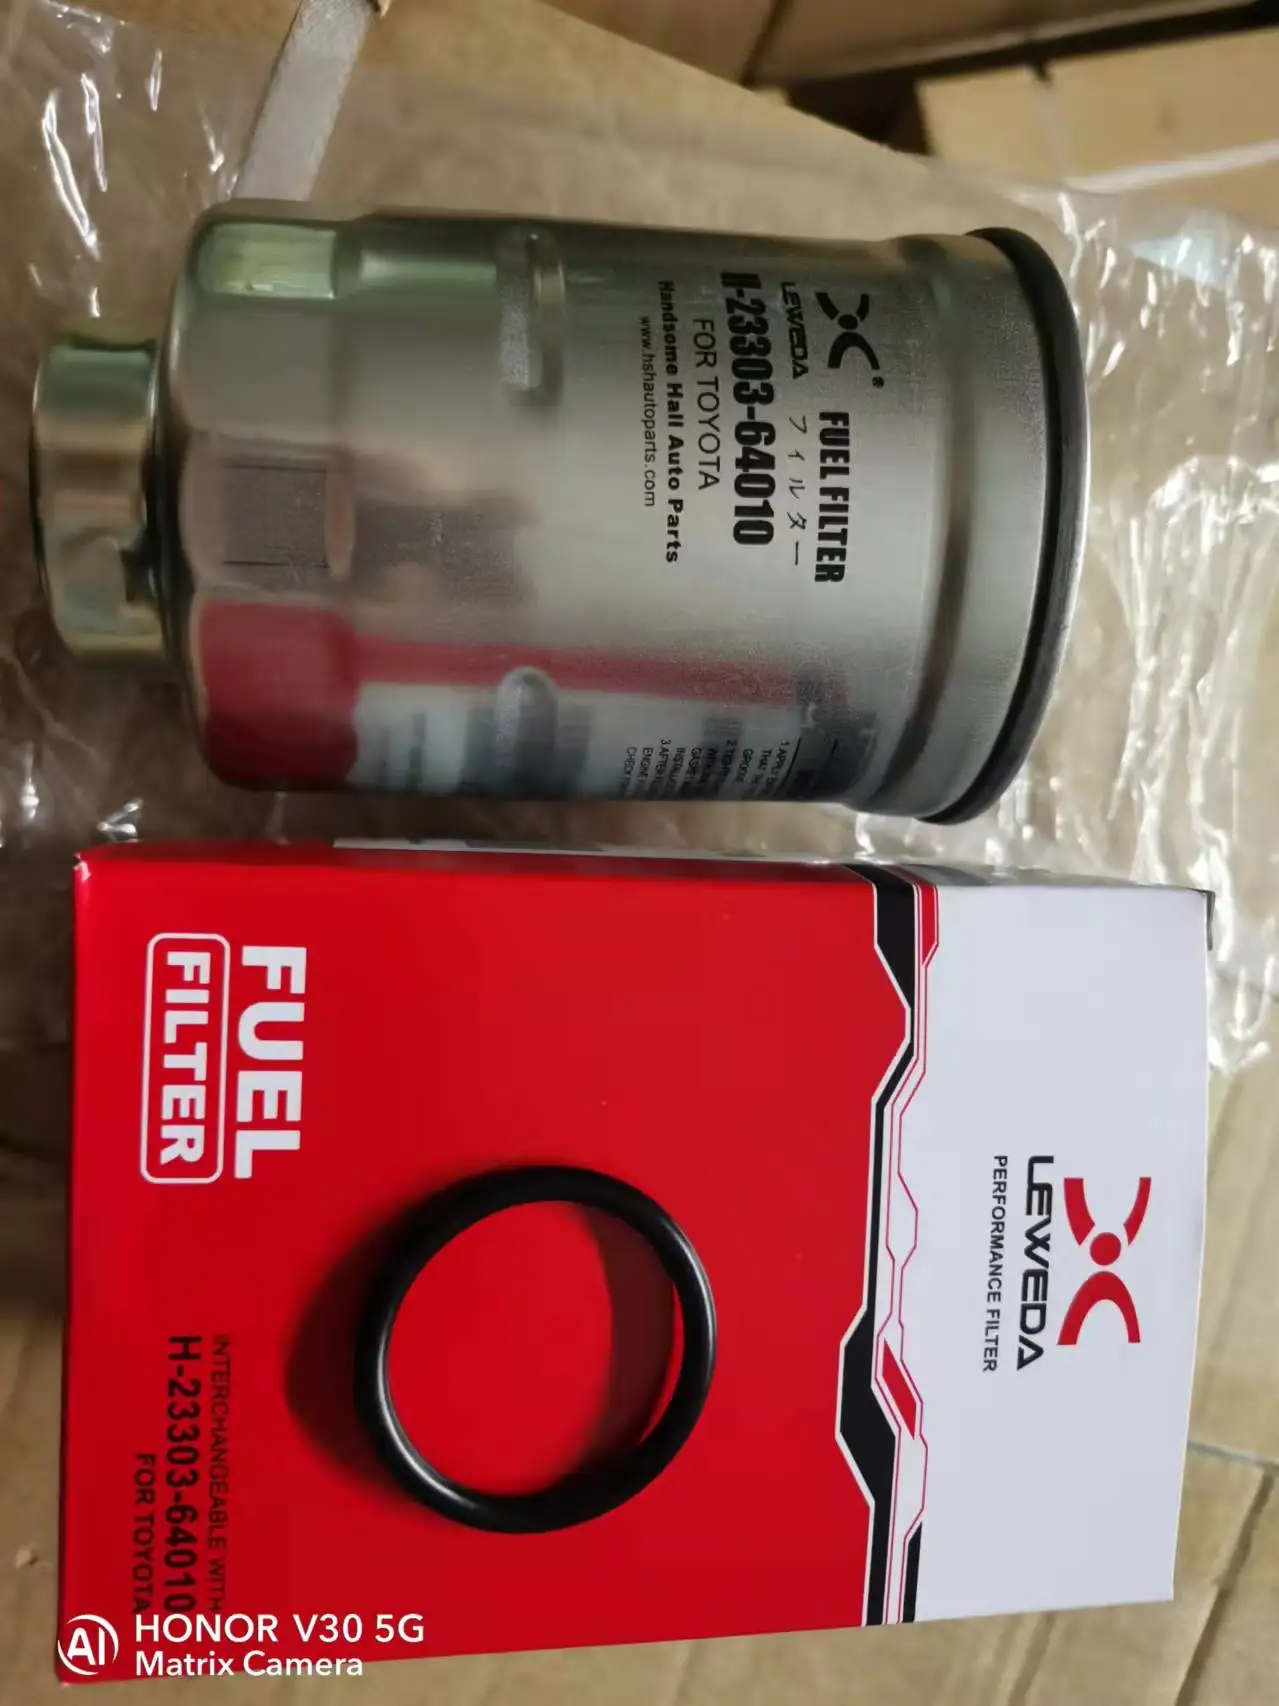 FUEL FILTER
LEWEDA フィルター
H-23303-64010
FOR TOYOTA
Handsome Hall Auto Parts
www.hshautoparts.com
LEWEDA
PERFORMANCE FILTER
FUEL
FILTER
INTERCHANGEABLE WITH
H-23303-64010
FOR TOYOTA
AI HONOR V30 5G
Matrix Camera